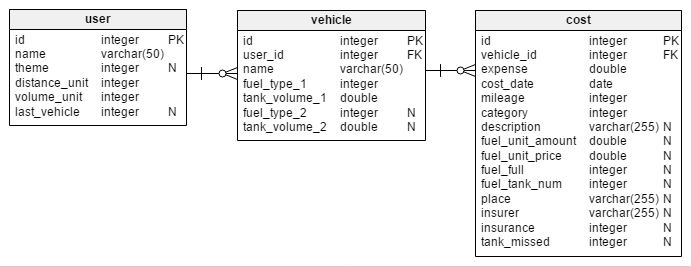 user
id integer PK
name varchar(50)
theme integer N
distance_unit integer
volume_unit integer
last_vehicle integer N
vehicle
id integer PK
user_id integer FK
name varchar(50)
fuel_type_1 integer
tank_volume_1 double
fuel_type_2 integer N
tank_volume_2 double N
cost
id integer PK
vehicle_id integer FK
expense double
cost_date date
mileage integer
category integer
description varchar(255) N
fuel_unit_amount double N
fuel_unit_price double N
fuel_full integer N
fuel_tank_num integer N
place varchar(255) N
insurer varchar(255) N
insurance integer N
tank_missed integer N